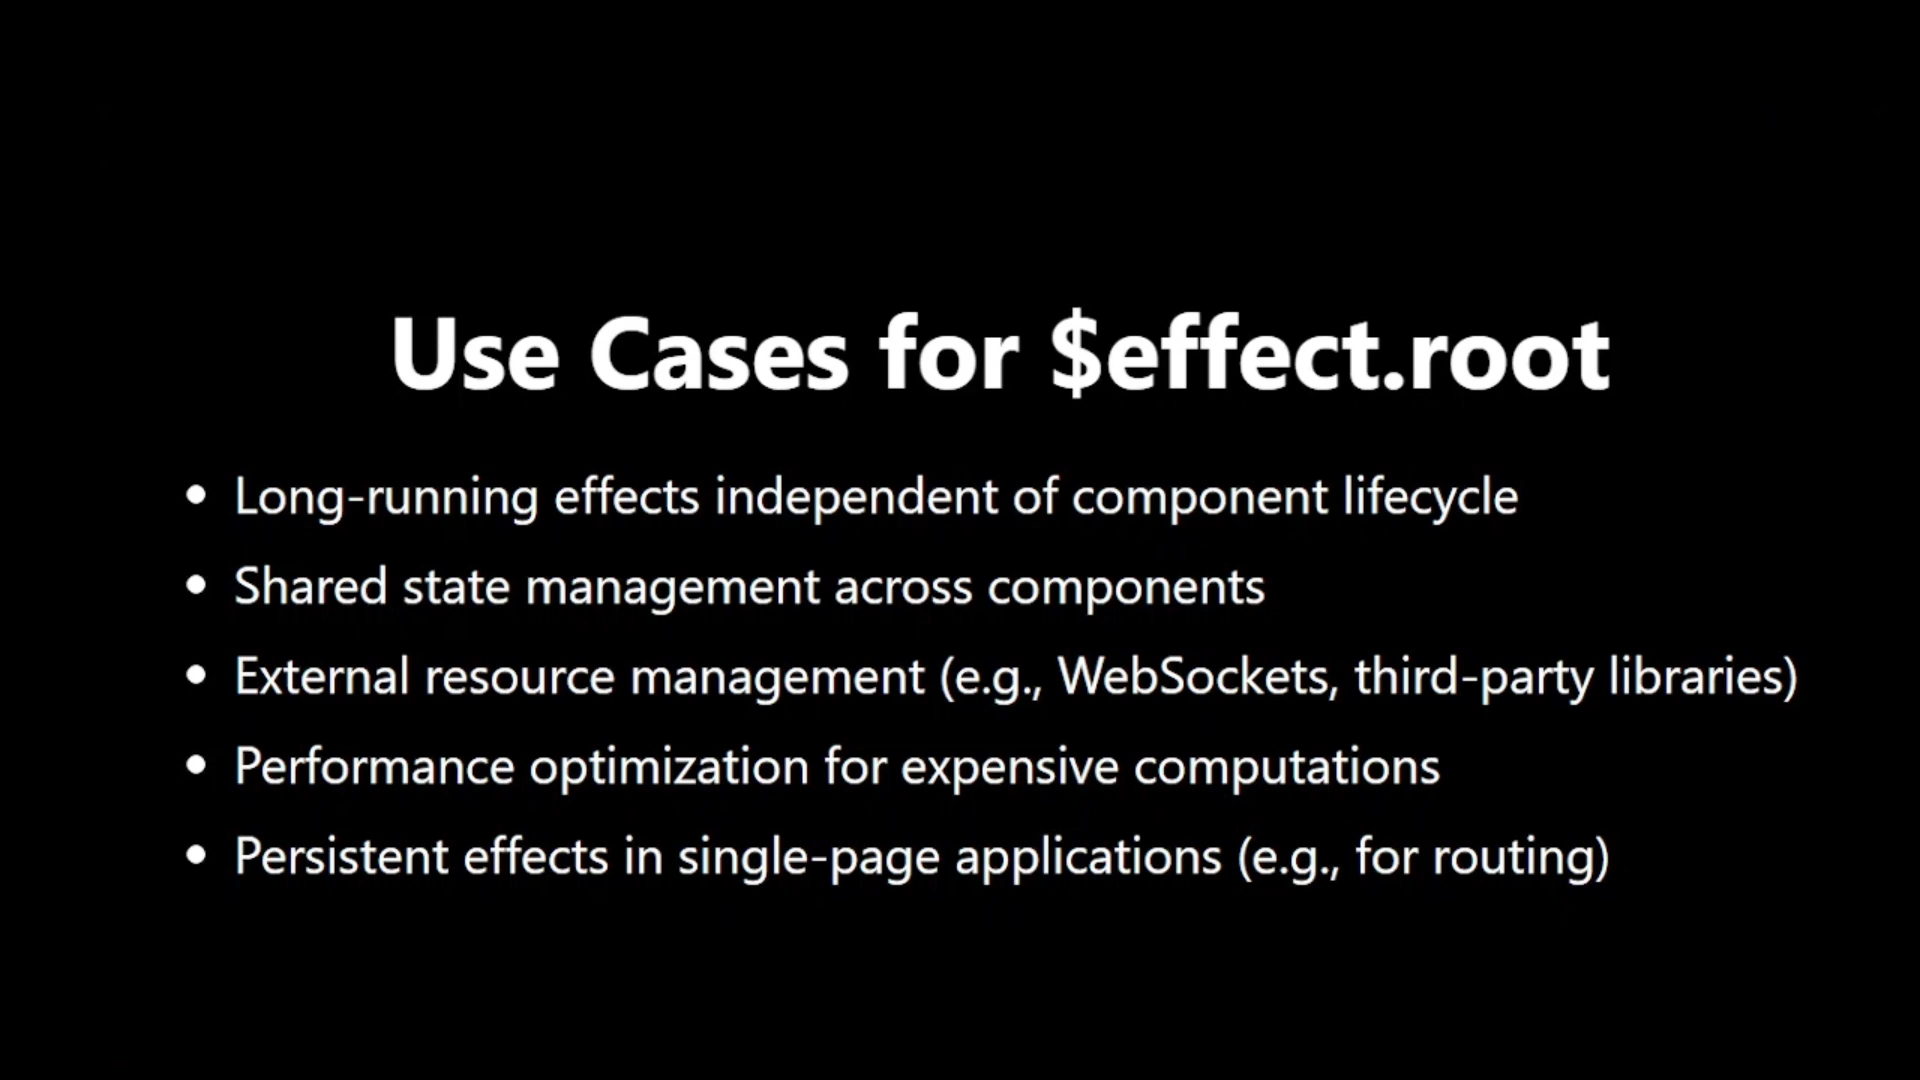 Use Cases for $effect.root
• Long-running effects independent of component lifecycle
• Shared state management across components
• External resource management (e.g., WebSockets, third-party libraries)
• Performance optimization for expensive computations
• Persistent effects in single-page applications (e.g., for routing)